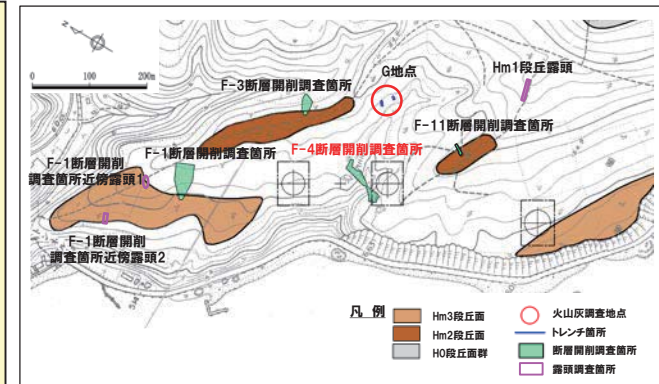 N
0 100 200m
G地点
Hm1段丘露頭
F-3断層開削調査箇所
F-11断層開削調査箇所
F-1断層開削調査箇所
F-4断層開削調査箇所
F-1断層開削
調査箇所近傍露頭1
F-1断層開削
調査箇所近傍露頭2
凡 例
Hm3段丘面
Hm2段丘面
H0段丘面群
火山灰調査地点
トレンチ箇所
断層開削調査箇所
露頭調査箇所